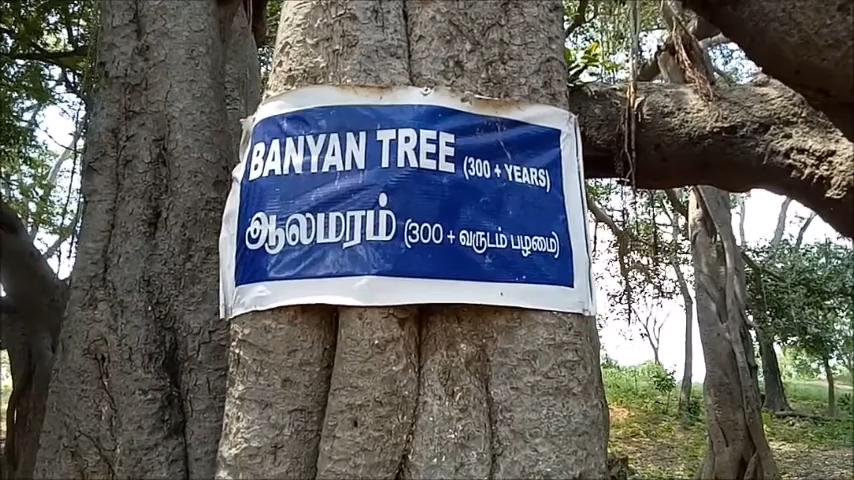 BANYAN TREE (300 + YEARS)
ஆலமரம் (300 + வருடம் பழமை)